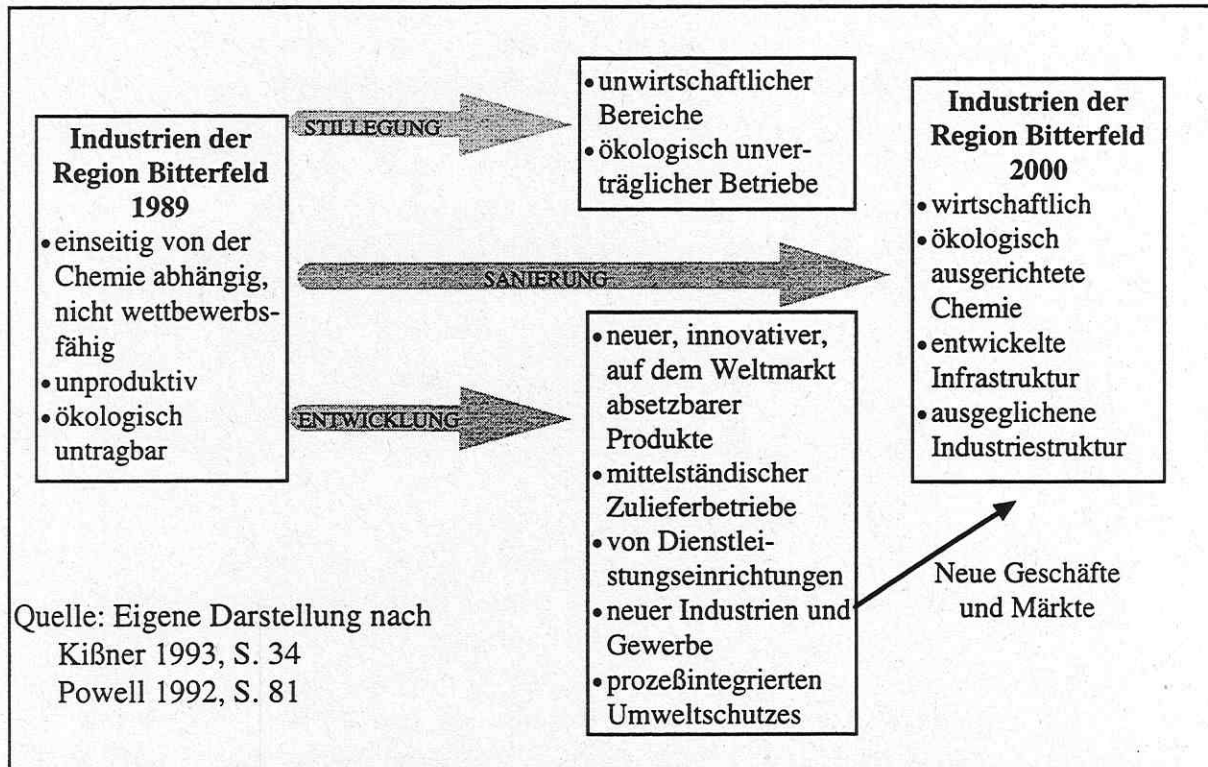 Industrien der
Region Bitterfeld
1989
• einseitig von der
Chemie abhängig,
nicht wettbewerbs-
fähig
• unproduktiv
• ökologisch
untragbar
STILLEGUNG
• unwirtschaftlicher
Bereiche
• ökologisch unver-
träglicher Betriebe
SANIERUNG
ENTWICKLUNG
• neuer, innovativer,
auf dem Weltmarkt
absetzbarer
Produkte
• mittelständischer
Zulieferbetriebe
• von Dienstlei-
stungseinrichtungen
• neuer Industrien und
Gewerbe
• prozeßintegrierten
Umweltschutzes
Industrien der
Region Bitterfeld
2000
• wirtschaftlich
• ökologisch
ausgerichtete
Chemie
• entwickelte
Infrastruktur
• ausgeglichene
Industriestruktur
Neue Geschäfte
und Märkte
Quelle: Eigene Darstellung nach
Kißner 1993, S. 34
Powell 1992, S. 81